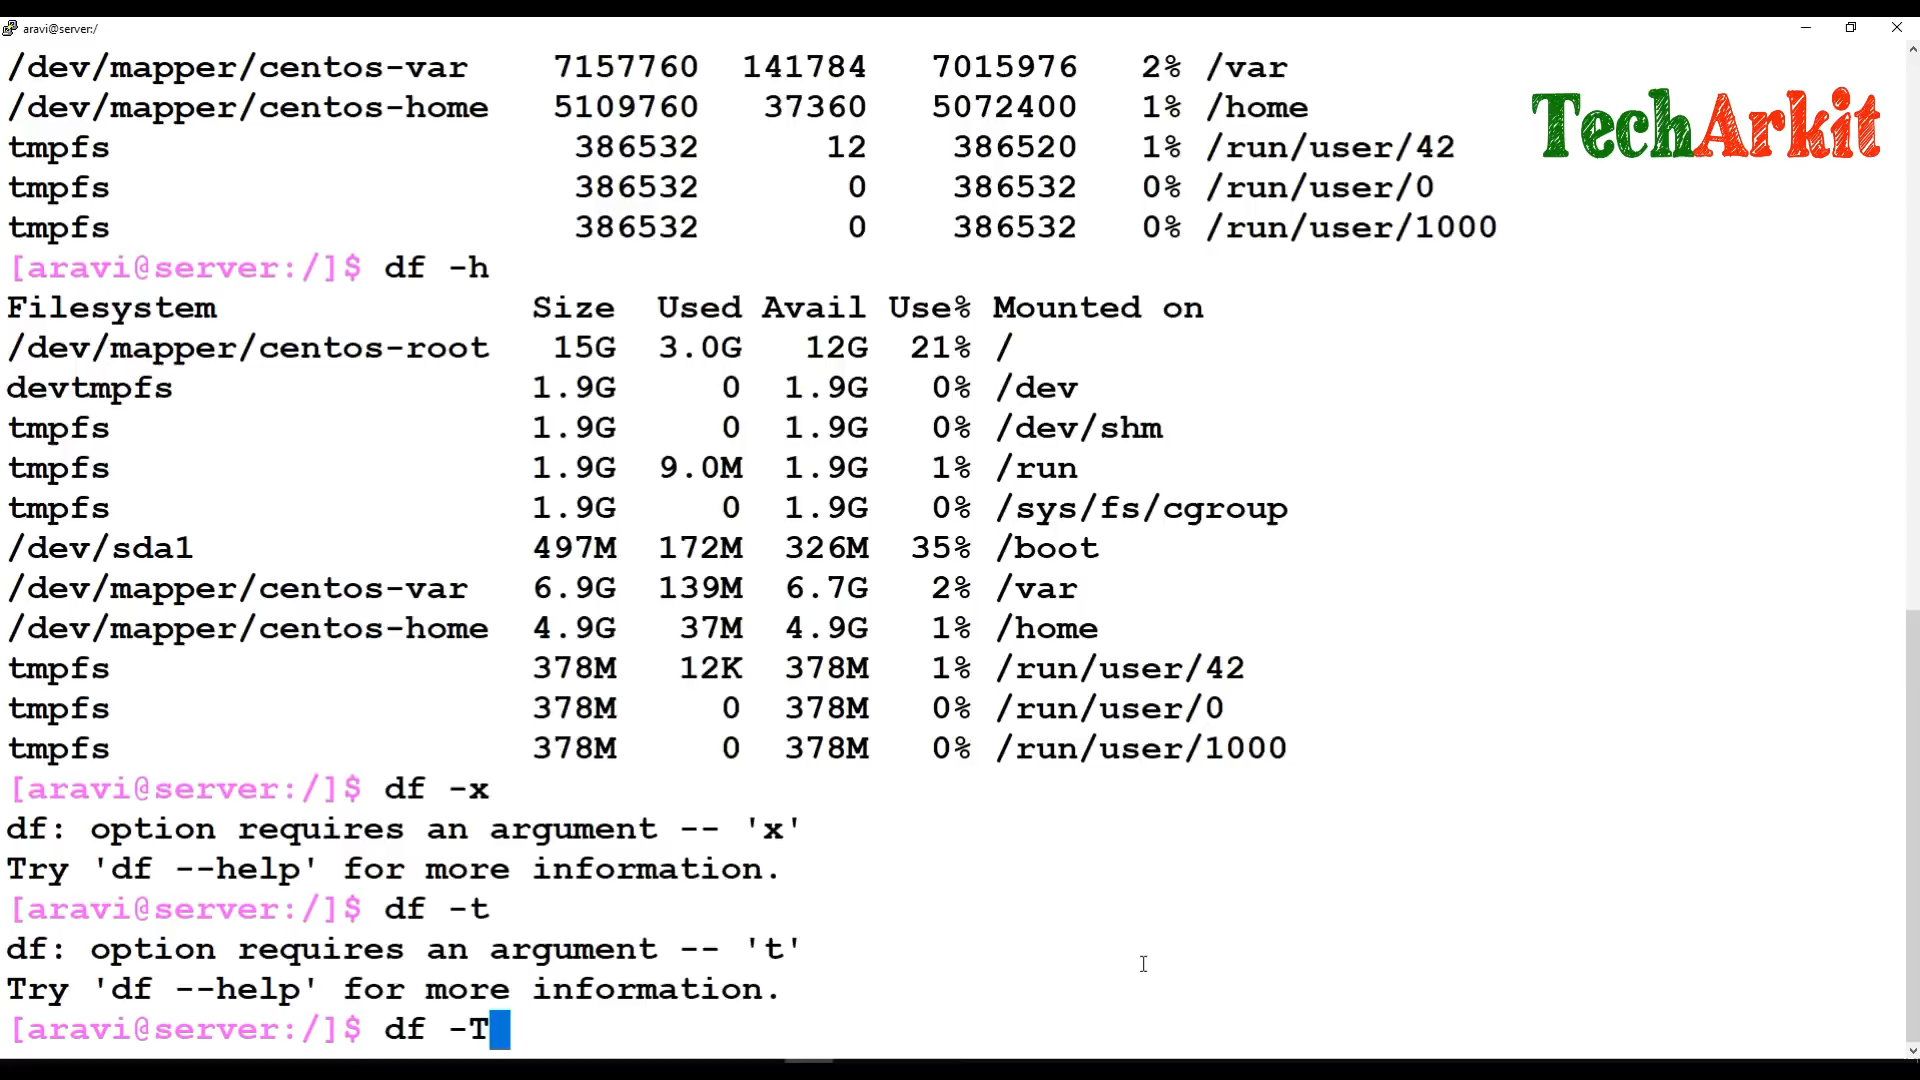 aravi@server:/
/dev/mapper/centos-var 7157760 141784 7015976 2% /var
/dev/mapper/centos-home 5109760 37360 5072400 1% /home
tmpfs 386532 12 386520 1% /run/user/42
tmpfs 386532 0 386532 0% /run/user/0
tmpfs 386532 0 386532 0% /run/user/1000
TechArkit
[aravi@server:/]$ df -h
Filesystem Size Used Avail Use% Mounted on
/dev/mapper/centos-root 15G 3.0G 12G 21% /
devtmpfs 1.9G 0 1.9G 0% /dev
tmpfs 1.9G 0 1.9G 0% /dev/shm
tmpfs 1.9G 9.0M 1.9G 1% /run
tmpfs 1.9G 0 1.9G 0% /sys/fs/cgroup
/dev/sda1 497M 172M 326M 35% /boot
/dev/mapper/centos-var 6.9G 139M 6.7G 2% /var
/dev/mapper/centos-home 4.9G 37M 4.9G 1% /home
tmpfs 378M 12K 378M 1% /run/user/42
tmpfs 378M 0 378M 0% /run/user/0
tmpfs 378M 0 378M 0% /run/user/1000
[aravi@server:/]$ df -x
df: option requires an argument -- 'x'
Try 'df --help' for more information.
[aravi@server:/]$ df -t
df: option requires an argument -- 't'
Try 'df --help' for more information.
[aravi@server:/]$ df -T